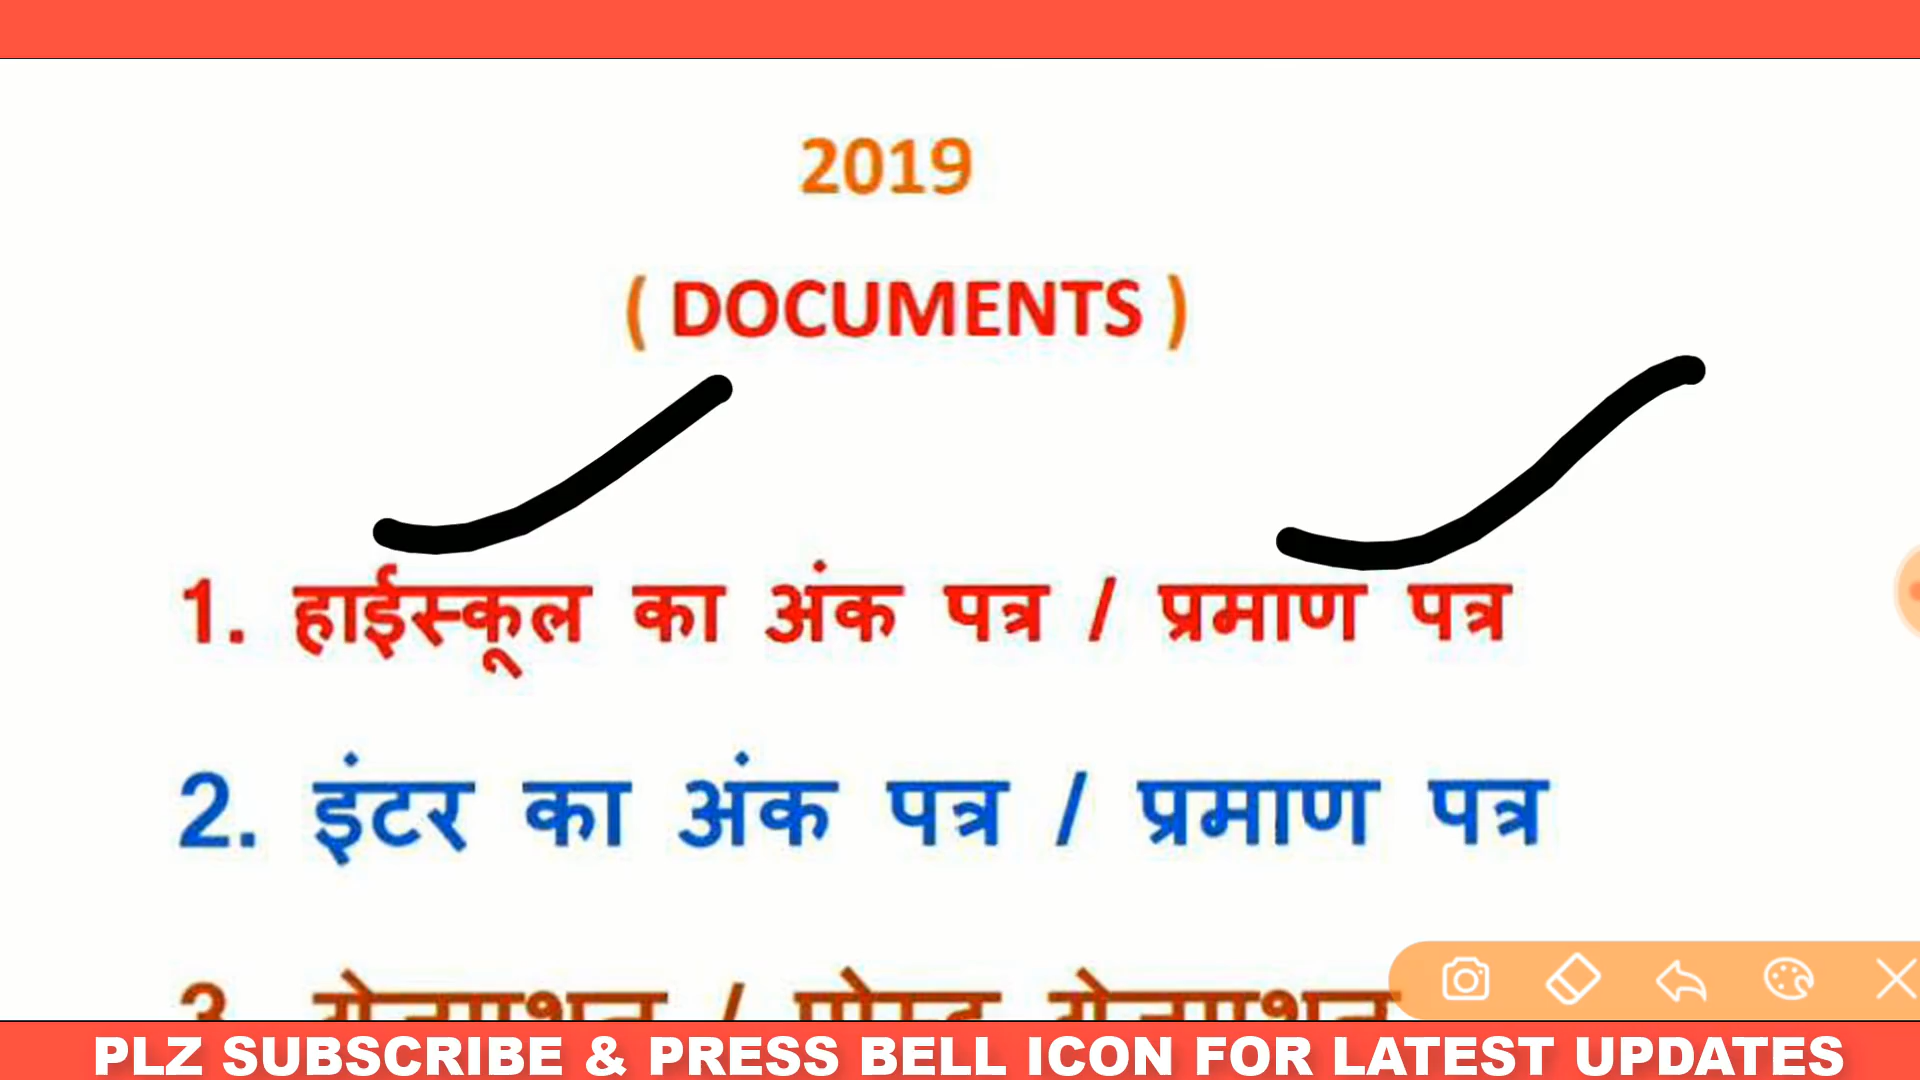 2019
( DOCUMENTS )
1. हाईस्कूल का अंक पत्र / प्रमाण पत्र
2. इंटर का अंक पत्र / प्रमाण पत्र
3. /
PLZ SUBSCRIBE & PRESS BELL ICON FOR LATEST UPDATES